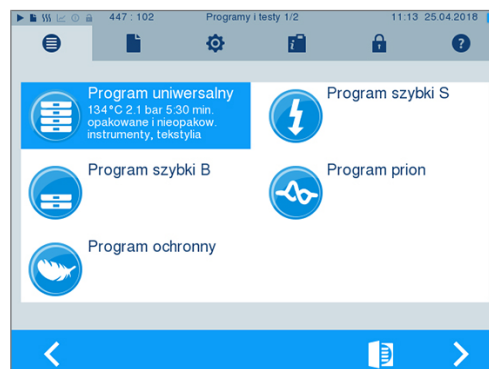 447 : 102 Programy i testy 1/2 11:13 25.04.2018
Program uniwersalny
134°C 2.1 bar 5:30 min.
opakowane i nieopakow.
instrumenty, tekstylia
Program szybki S
Program szybki B
Program prion
Program ochronny